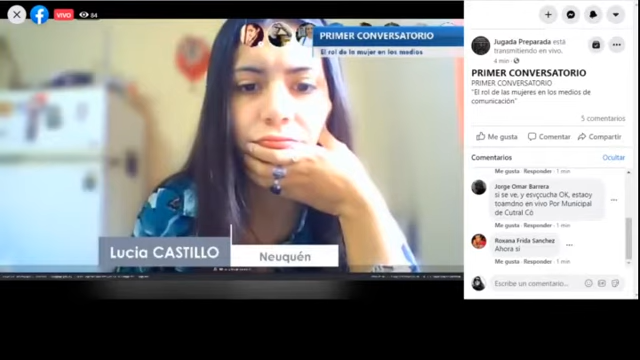 VIVO
84
PRIMER CONVERSATORIO
El rol de la mujer en los medios
Lucia CASTILLO
Neuquén
Jugada Preparada está
transmitiendo en vivo.
4 min
PRIMER CONVERSATORIO
PRIMER CONVERSATORIO
"El rol de las mujeres en los medios de
comunicación"
5 comentarios
Me gusta Comentar Compartir
Comentarios Ocultar
Me gusta · Responder · 1 min
Jorge Omar Barrera
si se ve, y esvçcucha OK, estaoy
toamdno en vivo Por Municipal
de Cutral Có
Me gusta · Responder · 1 min
Roxana Frida Sanchez
Ahora si
Me gusta · Responder · 1 min
Escribe un comentario...